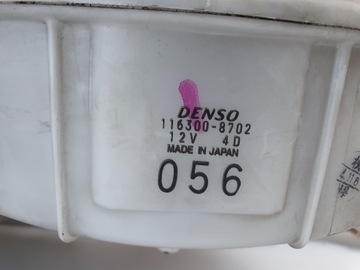 DENSO
116300-8702
12V 4D
MADE IN JAPAN
056